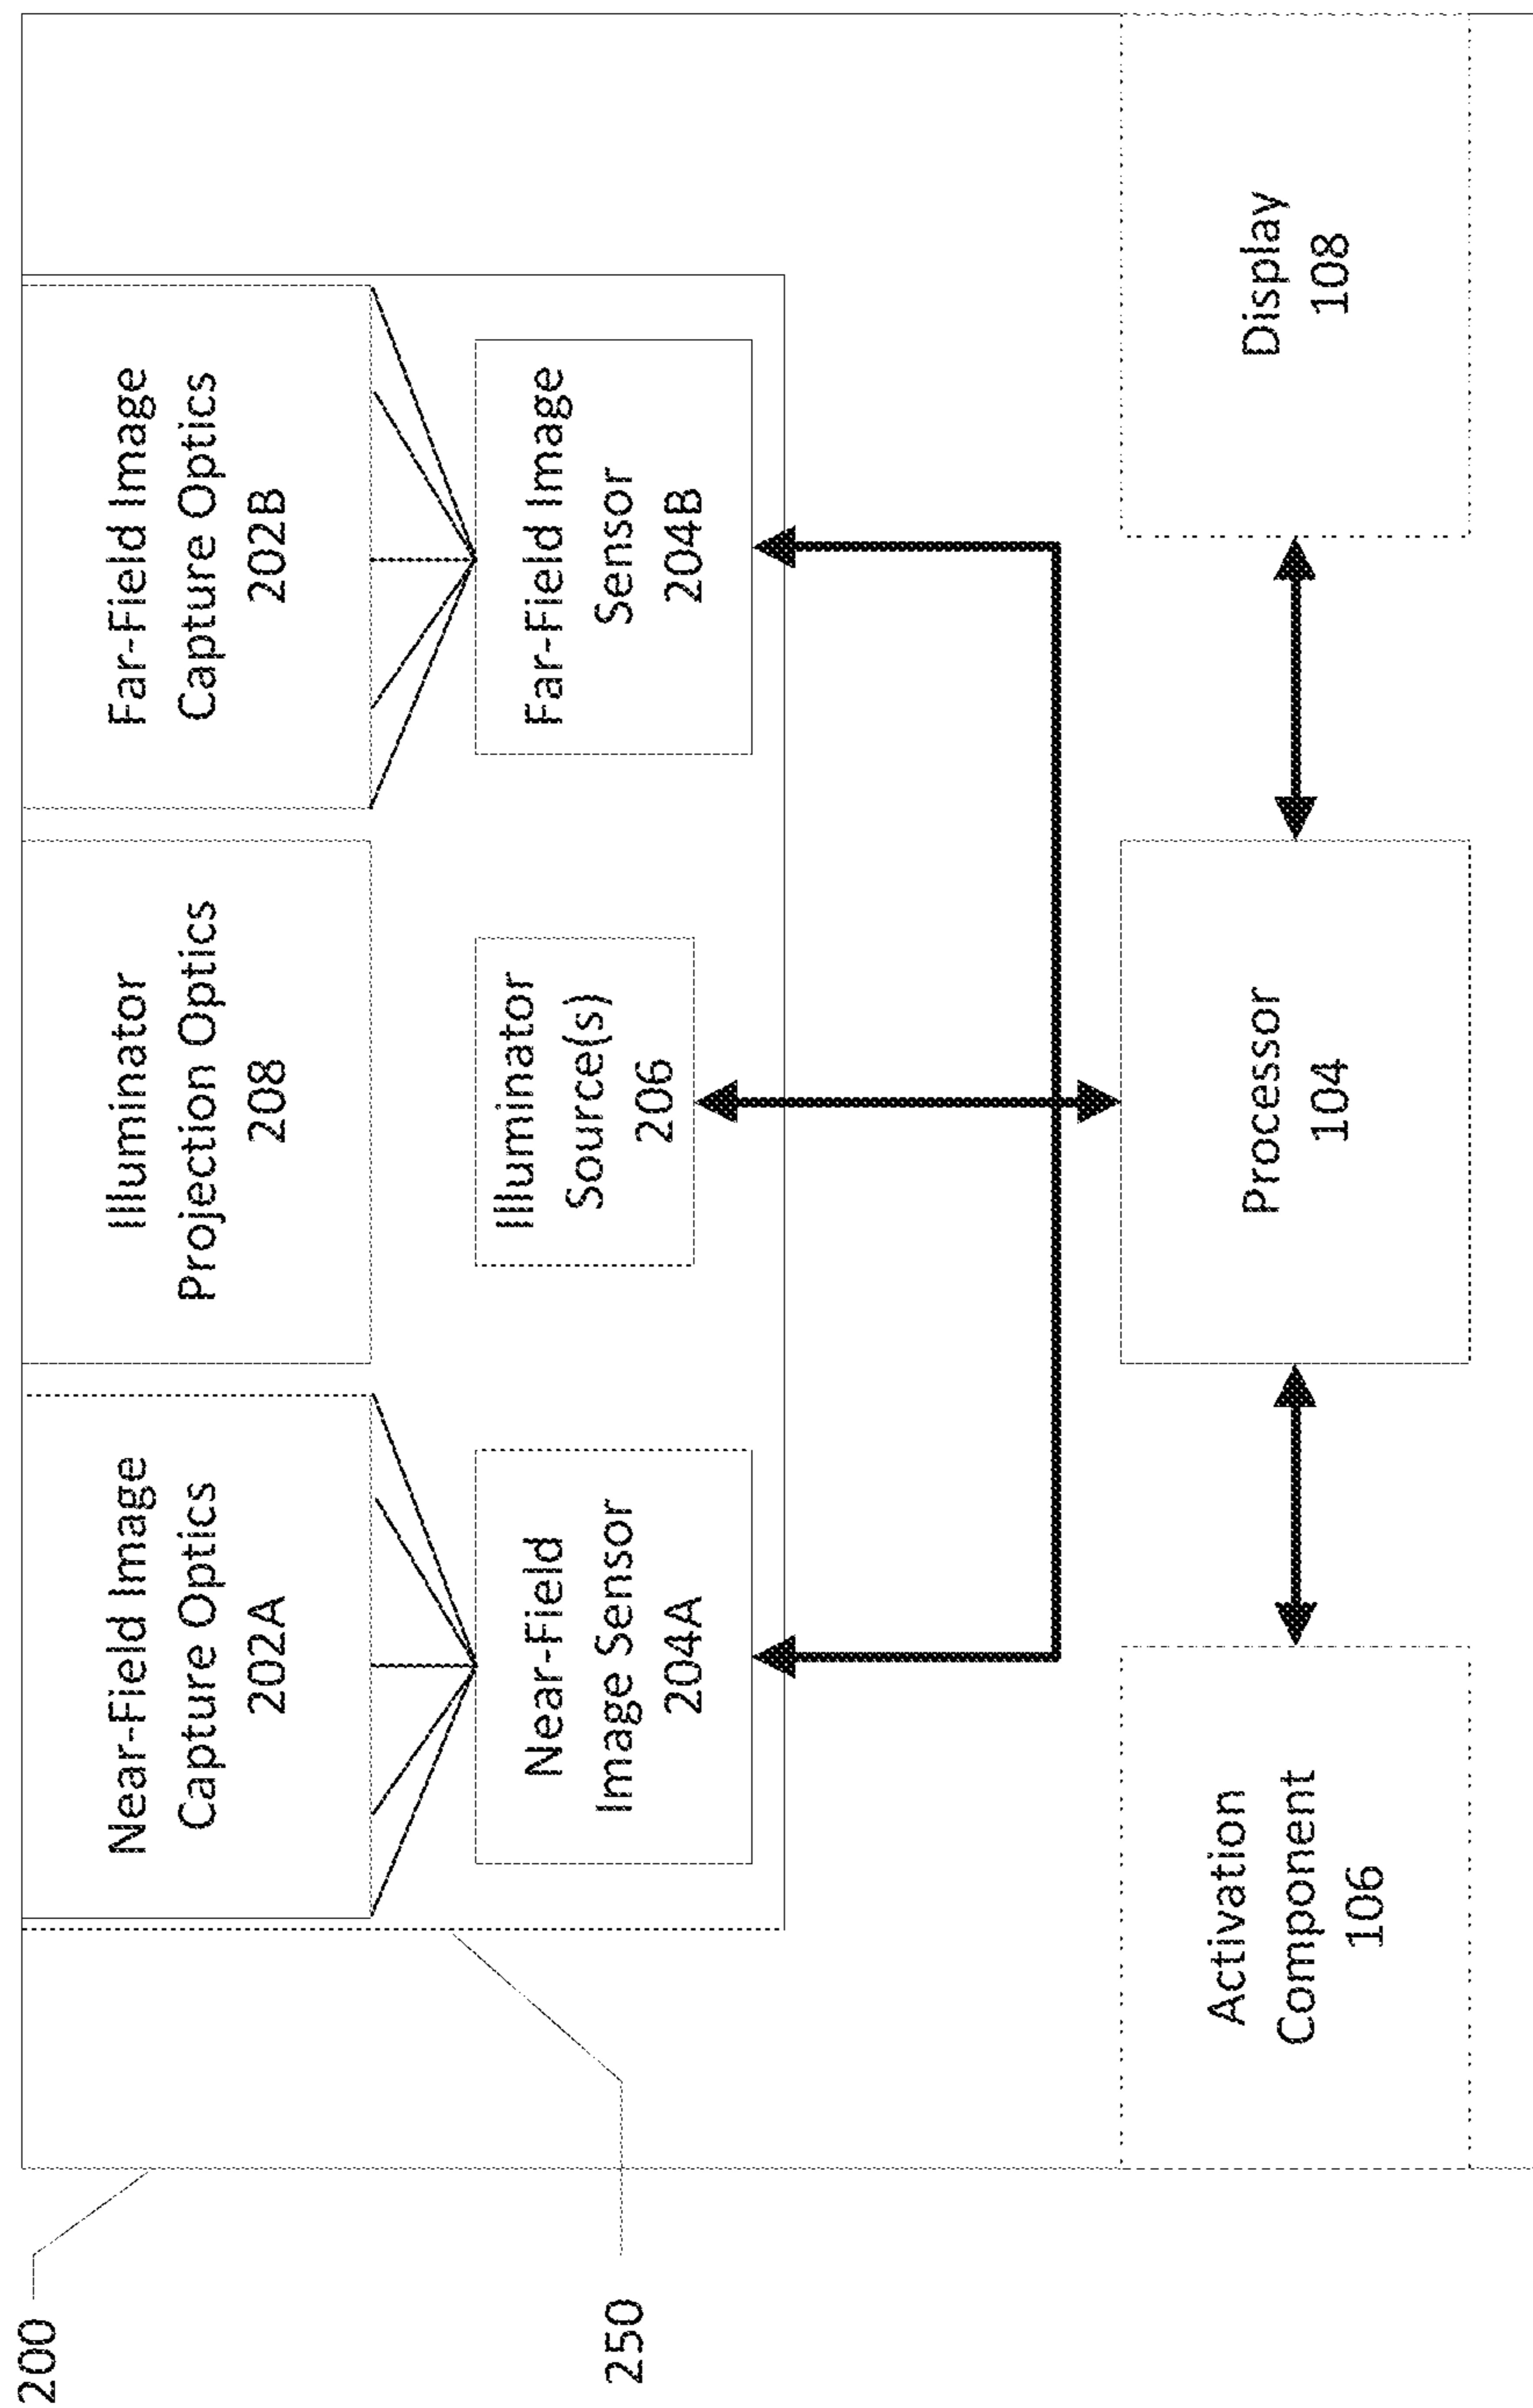 200
250
Near-Field Image
Capture Optics
202A
Illuminator
Projection Optics
208
Far-Field Image
Capture Optics
202B
Near-Field
Image Sensor
204A
Illuminator
Source(s)
206
Far-Field Image
Sensor
204B
Activation
Component
106
Processor
104
Display
108